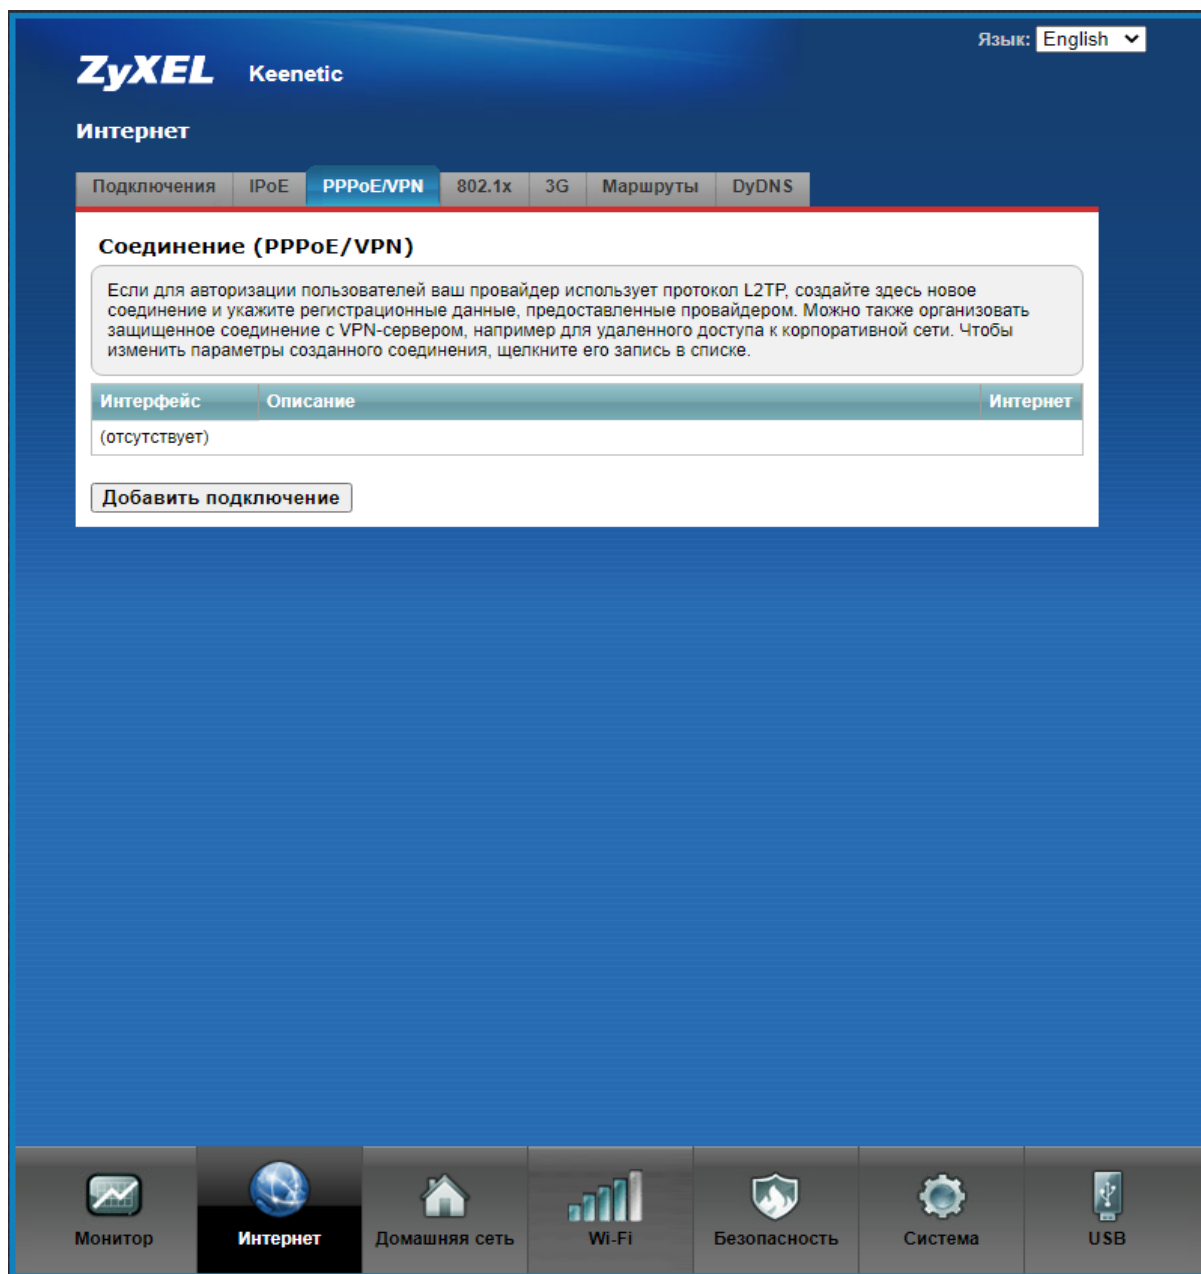 Язык: English
ZyXEL Keenetic
Интернет
Подключения IPoE PPPoE/VPN 802.1x 3G Маршруты DyDNS
Соединение (PPPoE/VPN)
Если для авторизации пользователей ваш провайдер использует протокол L2TP, создайте здесь новое
соединение и укажите регистрационные данные, предоставленные провайдером. Можно также организовать
защищенное соединение с VPN-сервером, например для удаленного доступа к корпоративной сети. Чтобы
изменить параметры созданного соединения, щелкните его запись в списке.
Интерфейс Описание Интернет
(отсутствует)
Добавить подключение
Монитор Интернет Домашняя сеть Wi-Fi Безопасность Система USB